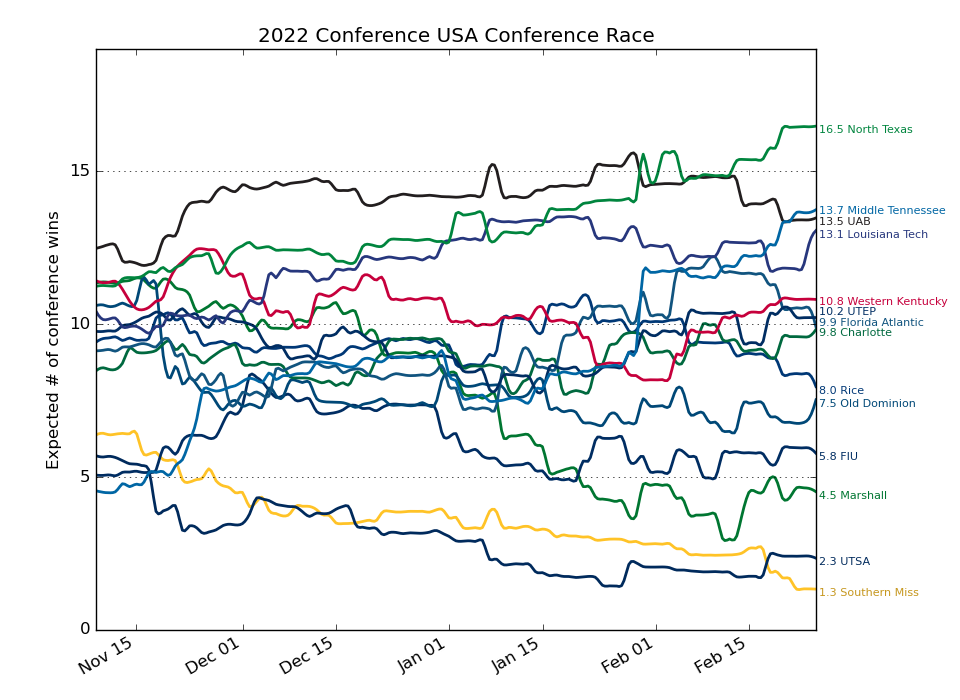 2022 Conference USA Conference Race
Expected # of conference wins
15
10
5
0
Nov 15
Dec 01
Dec 15
Jan 01
Jan 15
Feb 01
Feb 15
16.5 North Texas
13.7 Middle Tennessee
13.5 UAB
13.1 Louisiana Tech
10.8 Western Kentucky
10.2 UTEP
9.9 Florida Atlantic
9.8 Charlotte
8.0 Rice
7.5 Old Dominion
5.8 FIU
4.5 Marshall
2.3 UTSA
1.3 Southern Miss